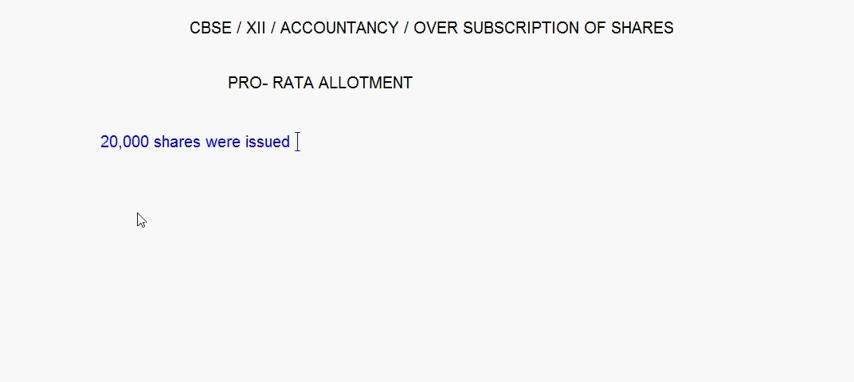 CBSE / XII / ACCOUNTANCY / OVER SUBSCRIPTION OF SHARES
PRO- RATA ALLOTMENT
20,000 shares were issued